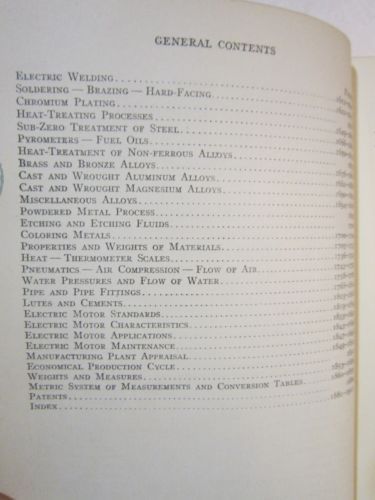 GENERAL CONTENTS
ELECTRIC WELDING
SOLDERING — BRAZING — HARD-FACING
CHROMIUM PLATING
HEAT-TREATING PROCESSES
SUB-ZERO TREATMENT OF STEEL
PYROMETERS — FUEL OILS
HEAT-TREATMENT OF NON-FERROUS ALLOYS
BRASS AND BRONZE ALLOYS
CAST AND WROUGHT ALUMINUM ALLOYS
CAST AND WROUGHT MAGNESIUM ALLOYS
MISCELLANEOUS ALLOYS
POWDERED METAL PROCESS
ETCHING AND ETCHING FLUIDS
COLORING METALS
PROPERTIES AND WEIGHTS OF MATERIALS
HEAT — THERMOMETER SCALES
PNEUMATICS — AIR COMPRESSION — FLOW OF AIR
WATER PRESSURES AND FLOW OF WATER
PIPE AND PIPE FITTINGS
LUTES AND CEMENTS
ELECTRIC MOTOR STANDARDS
ELECTRIC MOTOR CHARACTERISTICS
ELECTRIC MOTOR APPLICATIONS
ELECTRIC MOTOR MAINTENANCE
MANUFACTURING PLANT APPRAISAL
ECONOMICAL PRODUCTION CYCLE
WEIGHTS AND MEASURES
METRIC SYSTEM OF MEASUREMENTS AND CONVERSION TABLES
PATENTS
INDEX